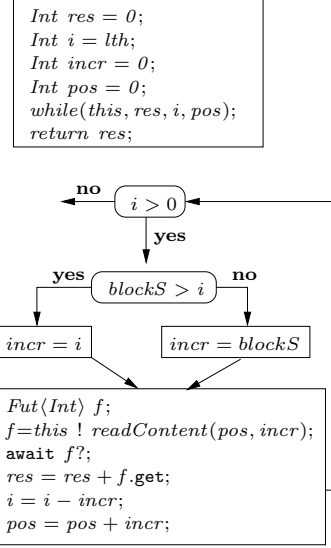 Int res = 0;
Int i = lth;
Int incr = 0;
Int pos = 0;
while(this, res, i, pos);
return res;
no
i > 0
yes
yes
blockS > i
no
incr = i
incr = blockS
Fut⟨Int⟩ f;
f=this ! readContent(pos, incr);
await f?;
res = res + f.get;
i = i − incr;
pos = pos + incr;